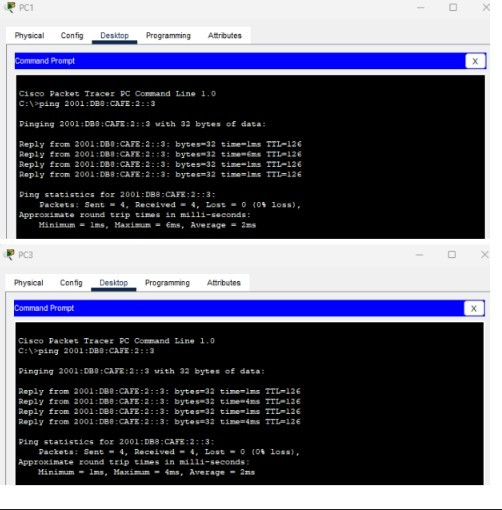 PC1
Physical Config Desktop Programming Attributes
Command Prompt X
Cisco Packet Tracer PC Command Line 1.0
C:\>ping 2001:DB8:CAFE:2::3
Pinging 2001:DB8:CAFE:2::3 with 32 bytes of data:
Reply from 2001:DB8:CAFE:2::3: bytes=32 time=1ms TTL=126
Reply from 2001:DB8:CAFE:2::3: bytes=32 time=6ms TTL=126
Reply from 2001:DB8:CAFE:2::3: bytes=32 time=1ms TTL=126
Reply from 2001:DB8:CAFE:2::3: bytes=32 time=1ms TTL=126
Ping statistics for 2001:DB8:CAFE:2::3:
Packets: Sent = 4, Received = 4, Lost = 0 (0% loss),
Approximate round trip times in milli-seconds:
Minimum = 1ms, Maximum = 6ms, Average = 2ms
PC3
Physical Config Desktop Programming Attributes
Command Prompt X
Cisco Packet Tracer PC Command Line 1.0
C:\>ping 2001:DB8:CAFE:2::3
Pinging 2001:DB8:CAFE:2::3 with 32 bytes of data:
Reply from 2001:DB8:CAFE:2::3: bytes=32 time=1ms TTL=126
Reply from 2001:DB8:CAFE:2::3: bytes=32 time=4ms TTL=126
Reply from 2001:DB8:CAFE:2::3: bytes=32 time=1ms TTL=126
Reply from 2001:DB8:CAFE:2::3: bytes=32 time=4ms TTL=126
Ping statistics for 2001:DB8:CAFE:2::3:
Packets: Sent = 4, Received = 4, Lost = 0 (0% loss),
Approximate round trip times in milli-seconds:
Minimum = 1ms, Maximum = 4ms, Average = 2ms